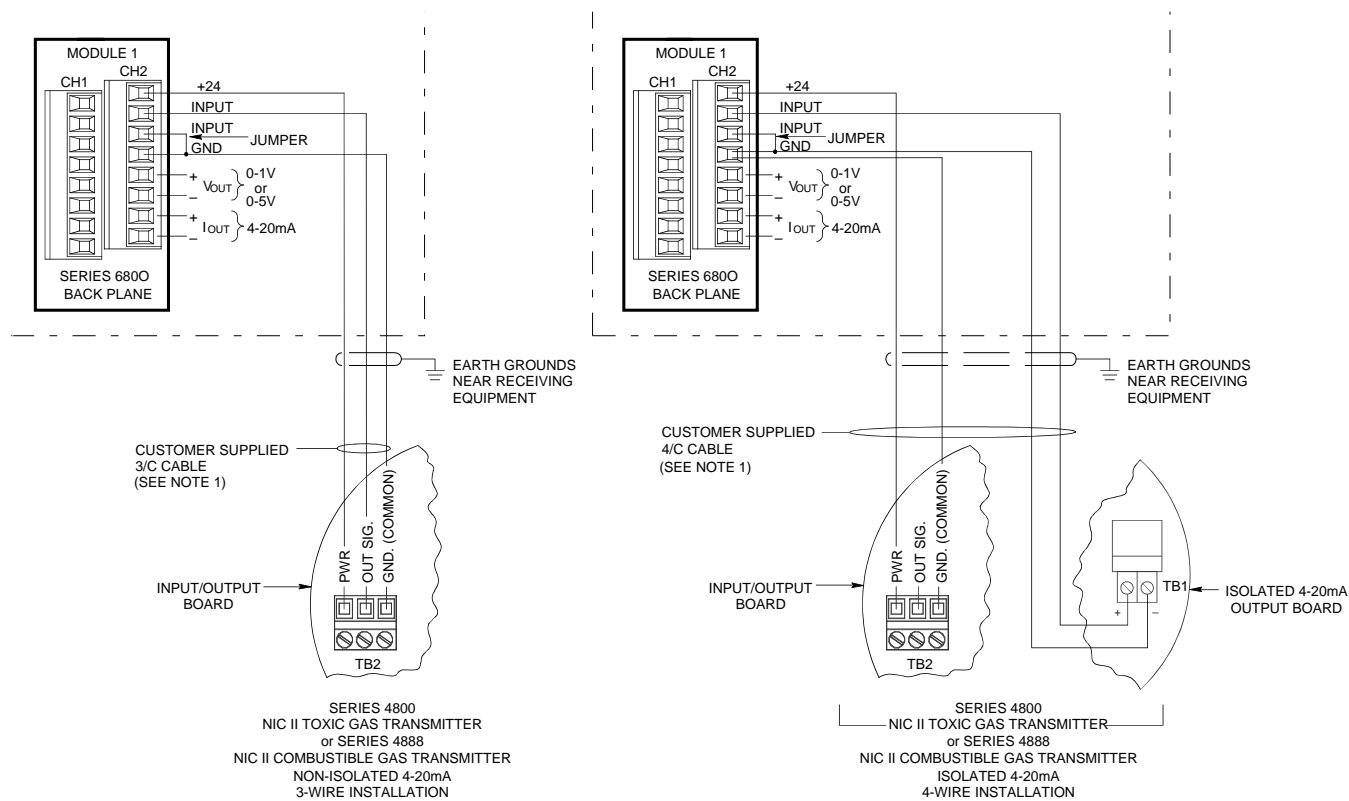 MODULE 1
CH1
CH2
+24
INPUT
INPUT
JUMPER
GND
+
VOUT
–
0-1V
or
0-5V
+
IOUT
–
4-20mA
SERIES 680O
BACK PLANE
EARTH GROUNDS
NEAR RECEIVING
EQUIPMENT
CUSTOMER SUPPLIED
3/C CABLE
(SEE NOTE 1)
PWR
OUT SIG.
GND. (COMMON)
INPUT/OUTPUT
BOARD
TB2
SERIES 4800
NIC II TOXIC GAS TRANSMITTER
or SERIES 4888
NIC II COMBUSTIBLE GAS TRANSMITTER
NON-ISOLATED 4-20mA
3-WIRE INSTALLATION
MODULE 1
CH1
CH2
+24
INPUT
INPUT
JUMPER
GND
+
VOUT
–
0-1V
or
0-5V
+
IOUT
–
4-20mA
SERIES 680O
BACK PLANE
EARTH GROUNDS
NEAR RECEIVING
EQUIPMENT
CUSTOMER SUPPLIED
4/C CABLE
(SEE NOTE 1)
PWR
OUT SIG.
GND. (COMMON)
INPUT/OUTPUT
BOARD
TB2
TB1
+
–
ISOLATED 4-20mA
OUTPUT BOARD
SERIES 4800
NIC II TOXIC GAS TRANSMITTER
or SERIES 4888
NIC II COMBUSTIBLE GAS TRANSMITTER
ISOLATED 4-20mA
4-WIRE INSTALLATION